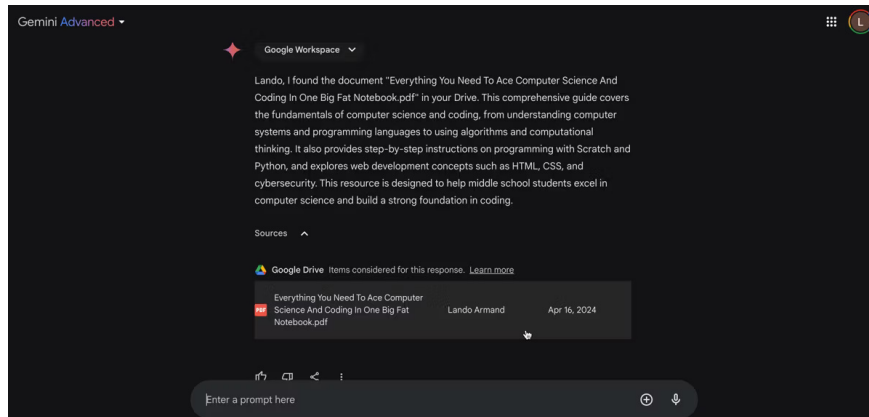 Gemini Advanced
L
Google Workspace
Lando, I found the document "Everything You Need To Ace Computer Science And
Coding In One Big Fat Notebook.pdf" in your Drive. This comprehensive guide covers
the fundamentals of computer science and coding, from understanding computer
systems and programming languages to using algorithms and computational
thinking. It also provides step-by-step instructions on programming with Scratch and
Python, and explores web development concepts such as HTML, CSS, and
cybersecurity. This resource is designed to help middle school students excel in
computer science and build a strong foundation in coding.
Sources
Google Drive Items considered for this response. Learn more
Everything You Need To Ace Computer
PDF Science And Coding In One Big Fat Lando Armand Apr 16, 2024
Notebook.pdf
Enter a prompt here